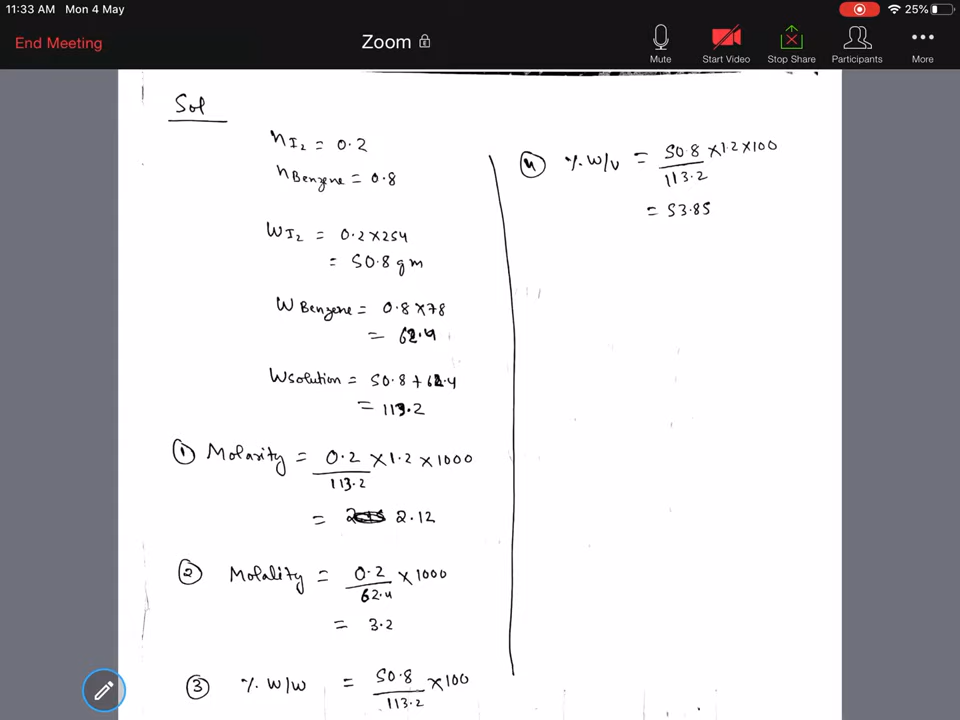 11:33 AM Mon 4 May
25%
End Meeting
Zoom
Mute
Start Video
Stop Share
Participants
More
Sol
n I2 = 0.2
n Benzene = 0.8
W I2 = 0.2 × 254
= 50.8 gm
W Benzene = 0.8 × 78
= 62.4
W solution = 50.8 + 62.4
= 113.2
① Molarity = 0.2/113.2 × 1.2 × 1000
= 2.12
② Molality = 0.2/62.4 × 1000
= 3.2
③ % W/W = 50.8/113.2 × 100
④ % W/V = 50.8/113.2 × 1.2 × 100
= 53.85